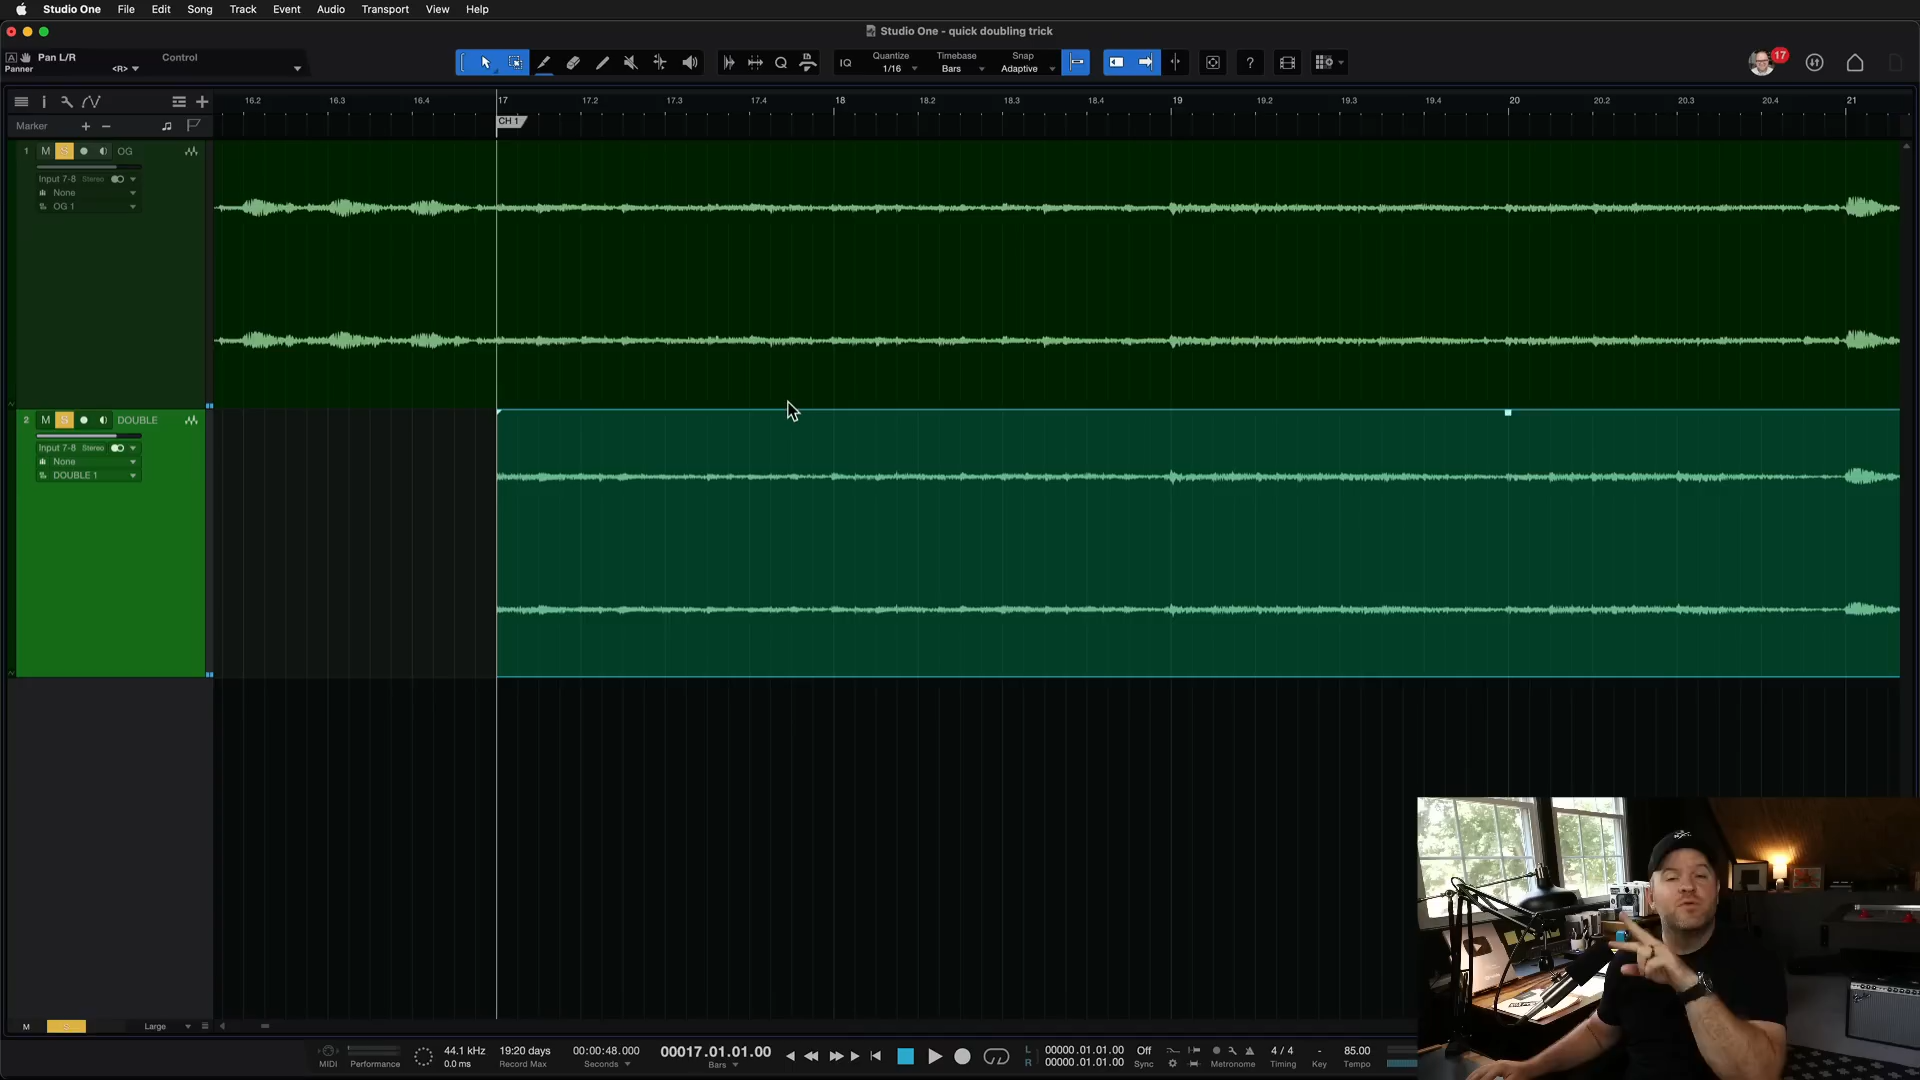 Studio One File Edit Song Track Event Audio Transport View Help
Studio One - quick doubling trick
Pan L/R Control
Panner <R>
IQ Quantize 1/16 Timebase Bars Snap Adaptive ? 17
16.2 16.3 16.4 17 17.2 17.3 17.4 18 18.2 18.3 18.4 19 19.2 19.3 19.4 20 20.2 20.3 20.4 21
Marker + − CH 1
1 M S OG
Input 7-8 Stereo
None
OG 1
2 M S DOUBLE
Input 7-8 Stereo
None
DOUBLE 1
M S Large
44.1 kHz 19:20 days 00:00:48.000 00017.01.01.00 L 00000.01.01.00 Off 4 / 4 - 85.00
MIDI Performance 0.0 ms Record Max Seconds Bars R 00000.01.01.00 Sync Metronome Timing Key Tempo